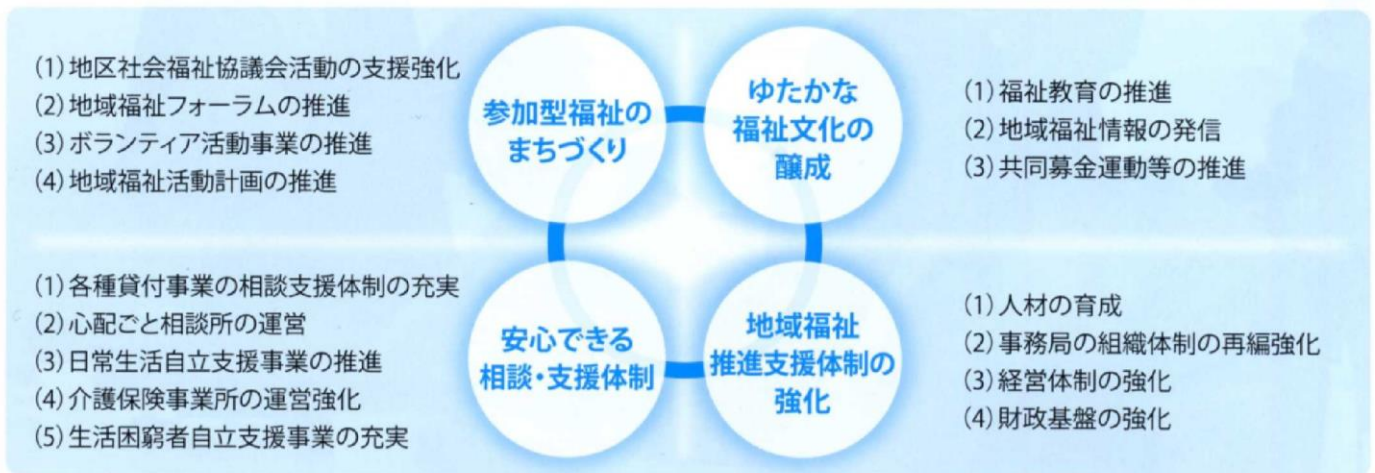 参加型福祉の
まちづくり
(1)地区社会福祉協議会活動の支援強化
(2)地域福祉フォーラムの推進
(3)ボランティア活動事業の推進
(4)地域福祉活動計画の推進
ゆたかな
福祉文化の
醸成
(1)福祉教育の推進
(2)地域福祉情報の発信
(3)共同募金運動等の推進
安心できる
相談・支援体制
(1)各種貸付事業の相談支援体制の充実
(2)心配ごと相談所の運営
(3)日常生活自立支援事業の推進
(4)介護保険事業所の運営強化
(5)生活困窮者自立支援事業の充実
地域福祉
推進支援体制の
強化
(1)人材の育成
(2)事務局の組織体制の再編強化
(3)経営体制の強化
(4)財政基盤の強化